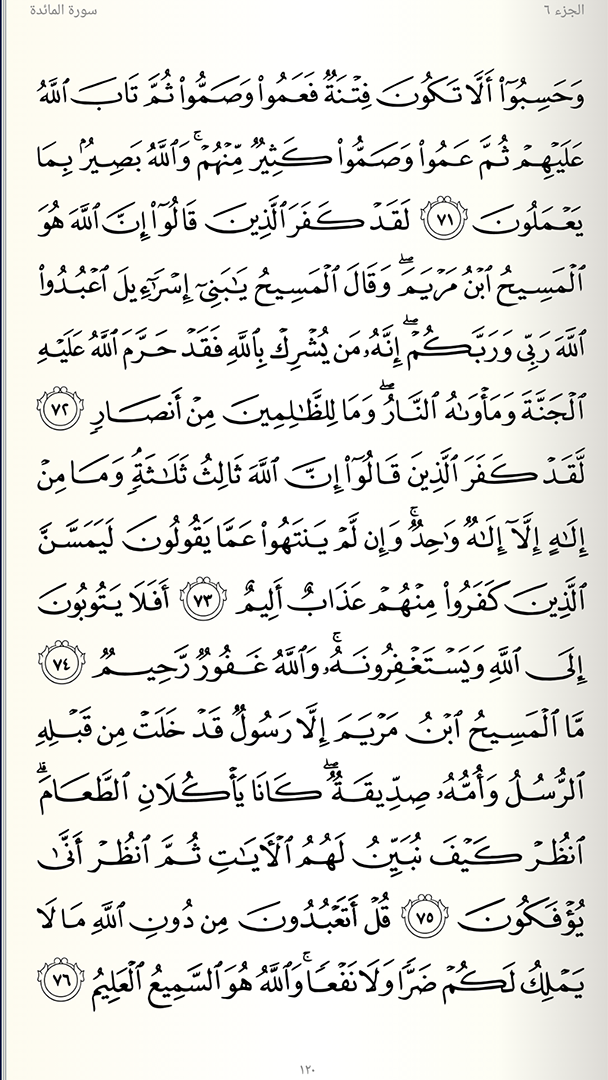 الجزء ٦
سورة المائدة
وَحَسِبُوٓا۟ أَلَّا تَكُونَ فِتْنَةٌ فَعَمُوا۟ وَصَمُّوا۟ ثُمَّ تَابَ ٱللَّهُ
عَلَيْهِمْ ثُمَّ عَمُوا۟ وَصَمُّوا۟ كَثِيرٌ مِّنْهُمْ ۚ وَٱللَّهُ بَصِيرٌۢ بِمَا
يَعْمَلُونَ ٧١ لَقَدْ كَفَرَ ٱلَّذِينَ قَالُوٓا۟ إِنَّ ٱللَّهَ هُوَ
ٱلْمَسِيحُ ٱبْنُ مَرْيَمَ ۖ وَقَالَ ٱلْمَسِيحُ يَٰبَنِىٓ إِسْرَٰٓءِيلَ ٱعْبُدُوا۟
ٱللَّهَ رَبِّى وَرَبَّكُمْ ۖ إِنَّهُۥ مَن يُشْرِكْ بِٱللَّهِ فَقَدْ حَرَّمَ ٱللَّهُ عَلَيْهِ
ٱلْجَنَّةَ وَمَأْوَىٰهُ ٱلنَّارُ ۖ وَمَا لِلظَّٰلِمِينَ مِنْ أَنصَارٍ ٧٢
لَّقَدْ كَفَرَ ٱلَّذِينَ قَالُوٓا۟ إِنَّ ٱللَّهَ ثَالِثُ ثَلَٰثَةٍ ۘ وَمَا مِنْ
إِلَٰهٍ إِلَّآ إِلَٰهٌ وَٰحِدٌ ۚ وَإِن لَّمْ يَنتَهُوا۟ عَمَّا يَقُولُونَ لَيَمَسَّنَّ
ٱلَّذِينَ كَفَرُوا۟ مِنْهُمْ عَذَابٌ أَلِيمٌ ٧٣ أَفَلَا يَتُوبُونَ
إِلَى ٱللَّهِ وَيَسْتَغْفِرُونَهُۥ ۚ وَٱللَّهُ غَفُورٌ رَّحِيمٌ ٧٤
مَّا ٱلْمَسِيحُ ٱبْنُ مَرْيَمَ إِلَّا رَسُولٌ قَدْ خَلَتْ مِن قَبْلِهِ
ٱلرُّسُلُ وَأُمُّهُۥ صِدِّيقَةٌ ۖ كَانَا يَأْكُلَانِ ٱلطَّعَامَ ۗ
ٱنظُرْ كَيْفَ نُبَيِّنُ لَهُمُ ٱلْءَايَٰتِ ثُمَّ ٱنظُرْ أَنَّىٰ
يُؤْفَكُونَ ٧٥ قُلْ أَتَعْبُدُونَ مِن دُونِ ٱللَّهِ مَا لَا
يَمْلِكُ لَكُمْ ضَرًّا وَلَا نَفْعًا ۚ وَٱللَّهُ هُوَ ٱلسَّمِيعُ ٱلْعَلِيمُ ٧٦
١٢٠